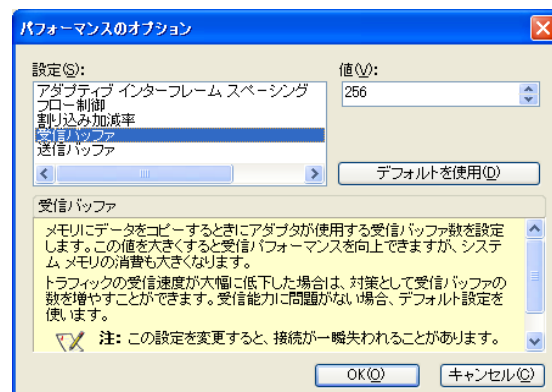 パフォーマンスのオプション
設定(S):
値(V):
アダプティブ インターフレーム スペーシング
フロー制御
割り込み加減率
受信バッファ
送信バッファ
256
デフォルトを使用(D)
受信バッファ
メモリにデータをコピーするときにアダプタが使用する受信バッファ数を設定
します。この値を大きくすると受信パフォーマンスを向上できますが、システ
ム メモリの消費も大きくなります。
トラフィックの受信速度が大幅に低下した場合は、対策として受信バッファの
数を増やすことができます。受信能力に問題がない場合、デフォルト設定を
使います。
注: この設定を変更すると、接続が一瞬失われることがあります。
OK(O)
キャンセル(C)